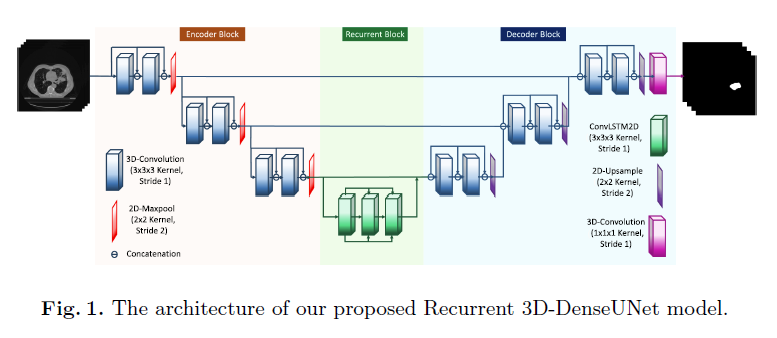 Encoder Block
Recurrent Block
Decoder Block
3D-Convolution
(3x3x3 Kernel,
Stride 1)
2D-Maxpool
(2x2 Kernel,
Stride 2)
Concatenation
ConvLSTM2D
(3x3x3 Kernel,
Stride 1)
2D-Upsample
(2x2 Kernel,
Stride 2)
3D-Convolution
(1x1x1 Kernel,
Stride 1)
Fig. 1. The architecture of our proposed Recurrent 3D-DenseUNet model.